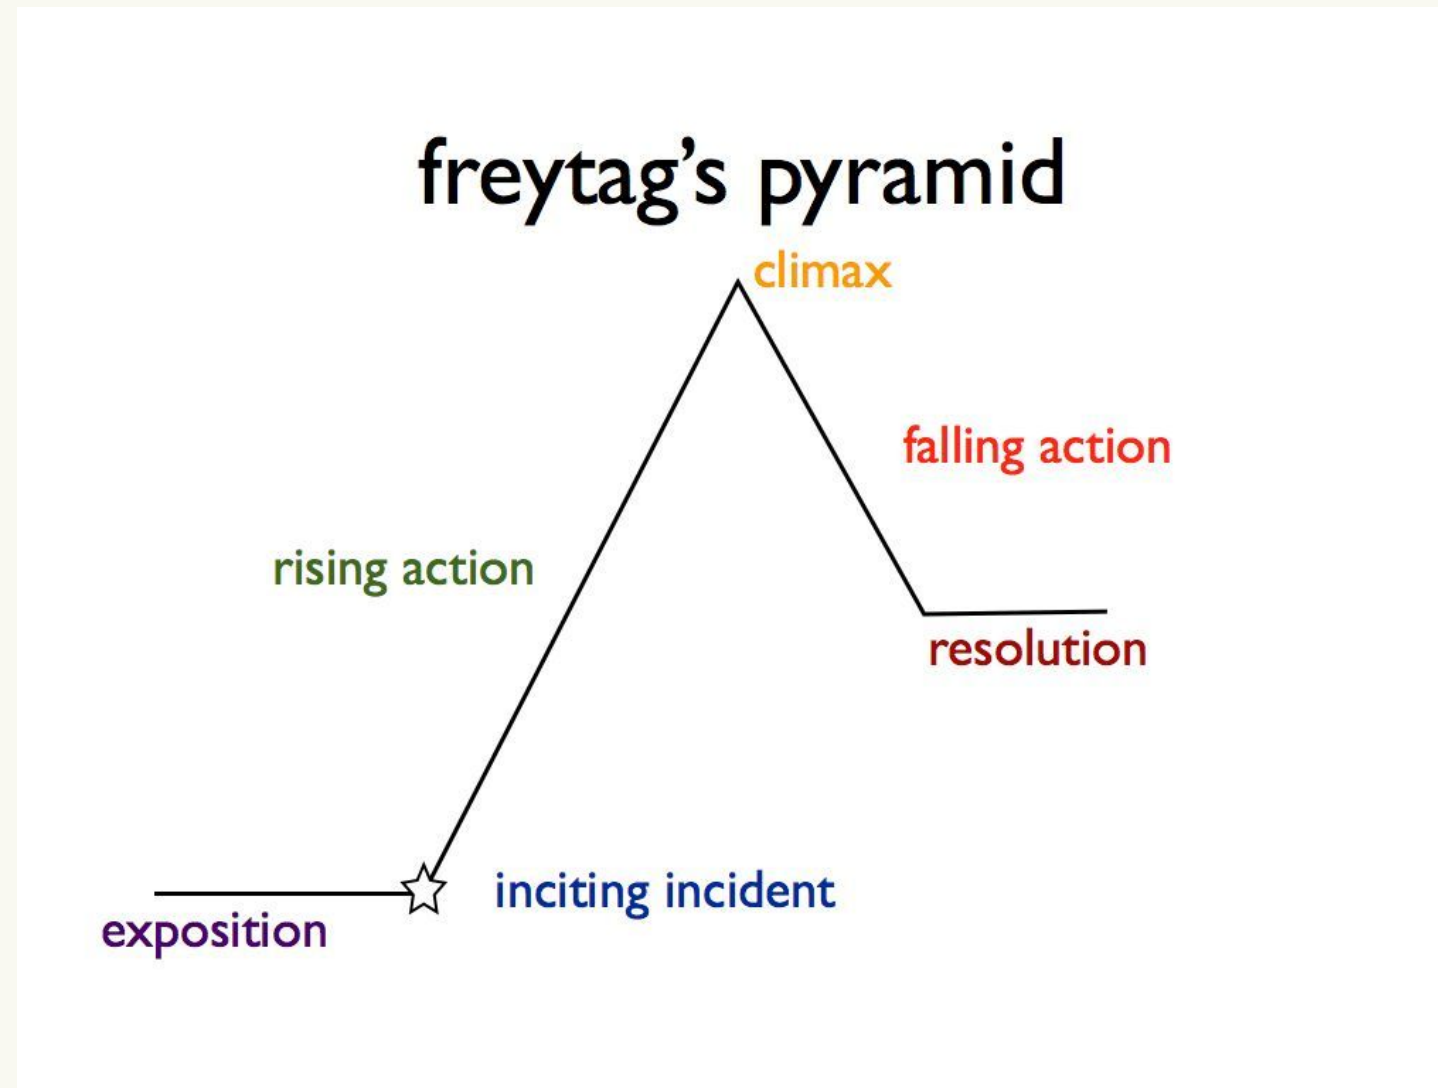 freytag's pyramid
climax
falling action
rising action
resolution
inciting incident
exposition